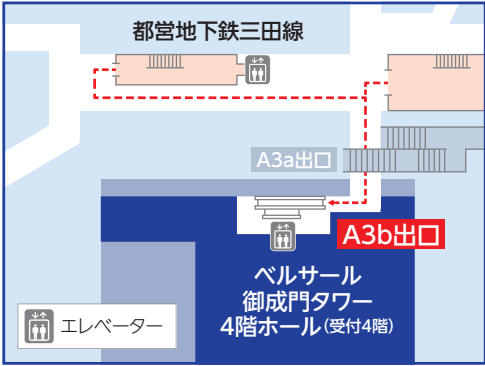 都営地下鉄三田線
A3a出口
A3b出口
ベルサール
御成門タワー
4階ホール(受付4階)
エレベーター